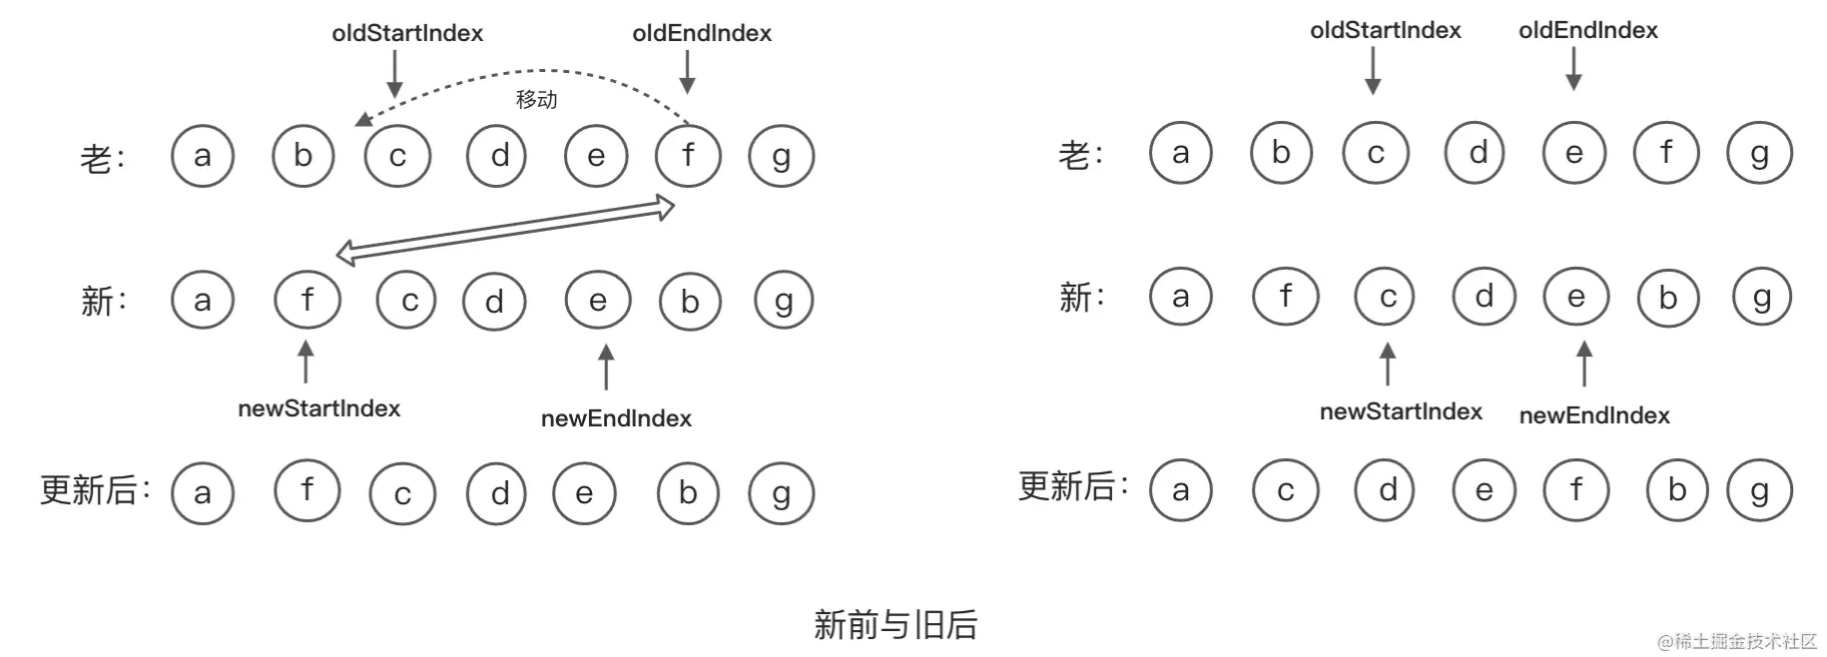 oldStartIndex oldEndIndex
移动
老： a b c d e f g
新： a f c d e b g
newStartIndex
newEndIndex
更新后： a f c d e b g
oldStartIndex oldEndIndex
老： a b c d e f g
新： a f c d e b g
newStartIndex newEndIndex
更新后： a c d e f b g
新前与旧后
@稀土掘金技术社区